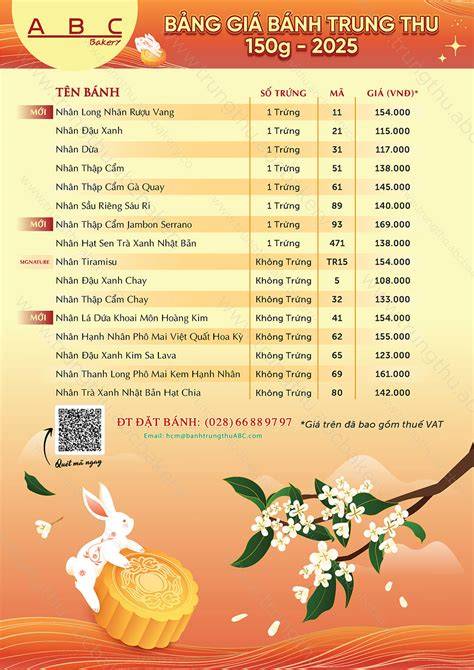 A B C
Bakery
BẢNG GIÁ BÁNH TRUNG THU
150g - 2025
TÊN BÁNH SỐ TRỨNG MÃ GIÁ (VNĐ)*
MỚI Nhân Long Nhãn Rượu Vang 1 Trứng 11 154.000
Nhân Đậu Xanh 1 Trứng 21 115.000
Nhân Dừa 1 Trứng 31 117.000
Nhân Thập Cẩm 1 Trứng 51 138.000
Nhân Thập Cẩm Gà Quay 1 Trứng 61 145.000
Nhân Sầu Riêng Sáu Ri 1 Trứng 89 140.000
MỚI Nhân Thập Cẩm Jambon Serrano 1 Trứng 93 169.000
Nhân Hạt Sen Trà Xanh Nhật Bản 1 Trứng 471 138.000
SIGNATURE Nhân Tiramisu Không Trứng TR15 154.000
Nhân Đậu Xanh Chay Không Trứng 5 108.000
Nhân Thập Cẩm Chay Không Trứng 32 133.000
MỚI Nhân Lá Dứa Khoai Môn Hoàng Kim Không Trứng 41 154.000
Nhân Hạnh Nhân Phô Mai Việt Quất Hoa Kỳ Không Trứng 62 155.000
Nhân Đậu Xanh Kim Sa Lava Không Trứng 65 123.000
Nhân Thanh Long Phô Mai Kem Hạnh Nhân Không Trứng 69 161.000
Nhân Trà Xanh Nhật Bản Hạt Chia Không Trứng 80 142.000
ĐT ĐẶT BÁNH: (028) 66889797 *Giá trên đã bao gồm thuế VAT
Email: hcm@banhtrungthuABC.com
Quét mã ngay